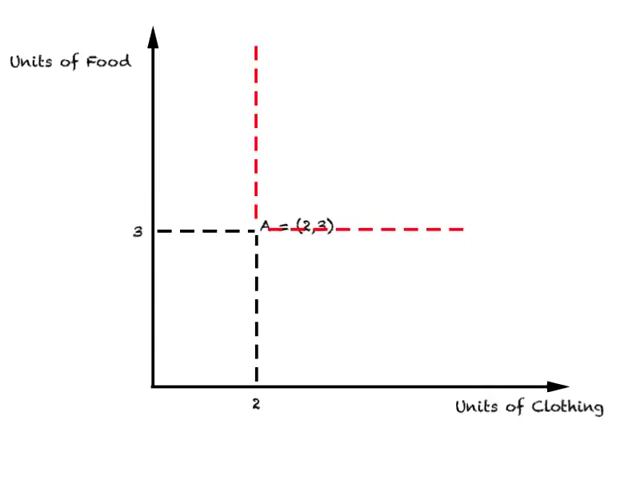 Units of Food
A = (2,3)
3
2
Units of Clothing